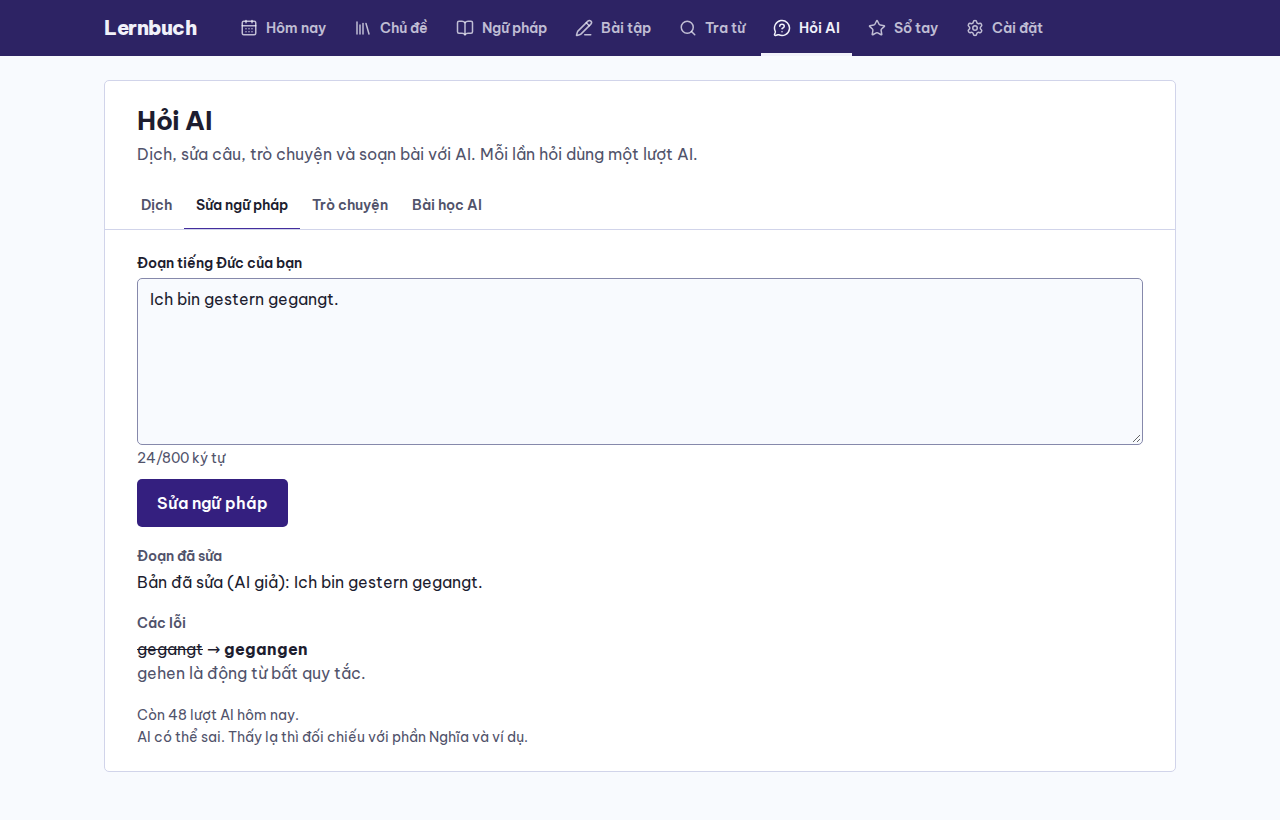 Lernbuch
Hôm nay
Chủ đề
Ngữ pháp
Bài tập
Tra từ
Hỏi AI
Sổ tay
Cài đặt
Hỏi AI
Dịch, sửa câu, trò chuyện và soạn bài với AI. Mỗi lần hỏi dùng một lượt AI.
Dịch
Sửa ngữ pháp
Trò chuyện
Bài học AI
Đoạn tiếng Đức của bạn
Ich bin gestern gegangt.
24/800 ký tự
Sửa ngữ pháp
Đoạn đã sửa
Bản đã sửa (AI giả): Ich bin gestern gegangt.
Các lỗi
gegangt → gegangen
gehen là động từ bất quy tắc.
Còn 48 lượt AI hôm nay.
AI có thể sai. Thấy lạ thì đối chiếu với phần Nghĩa và ví dụ.